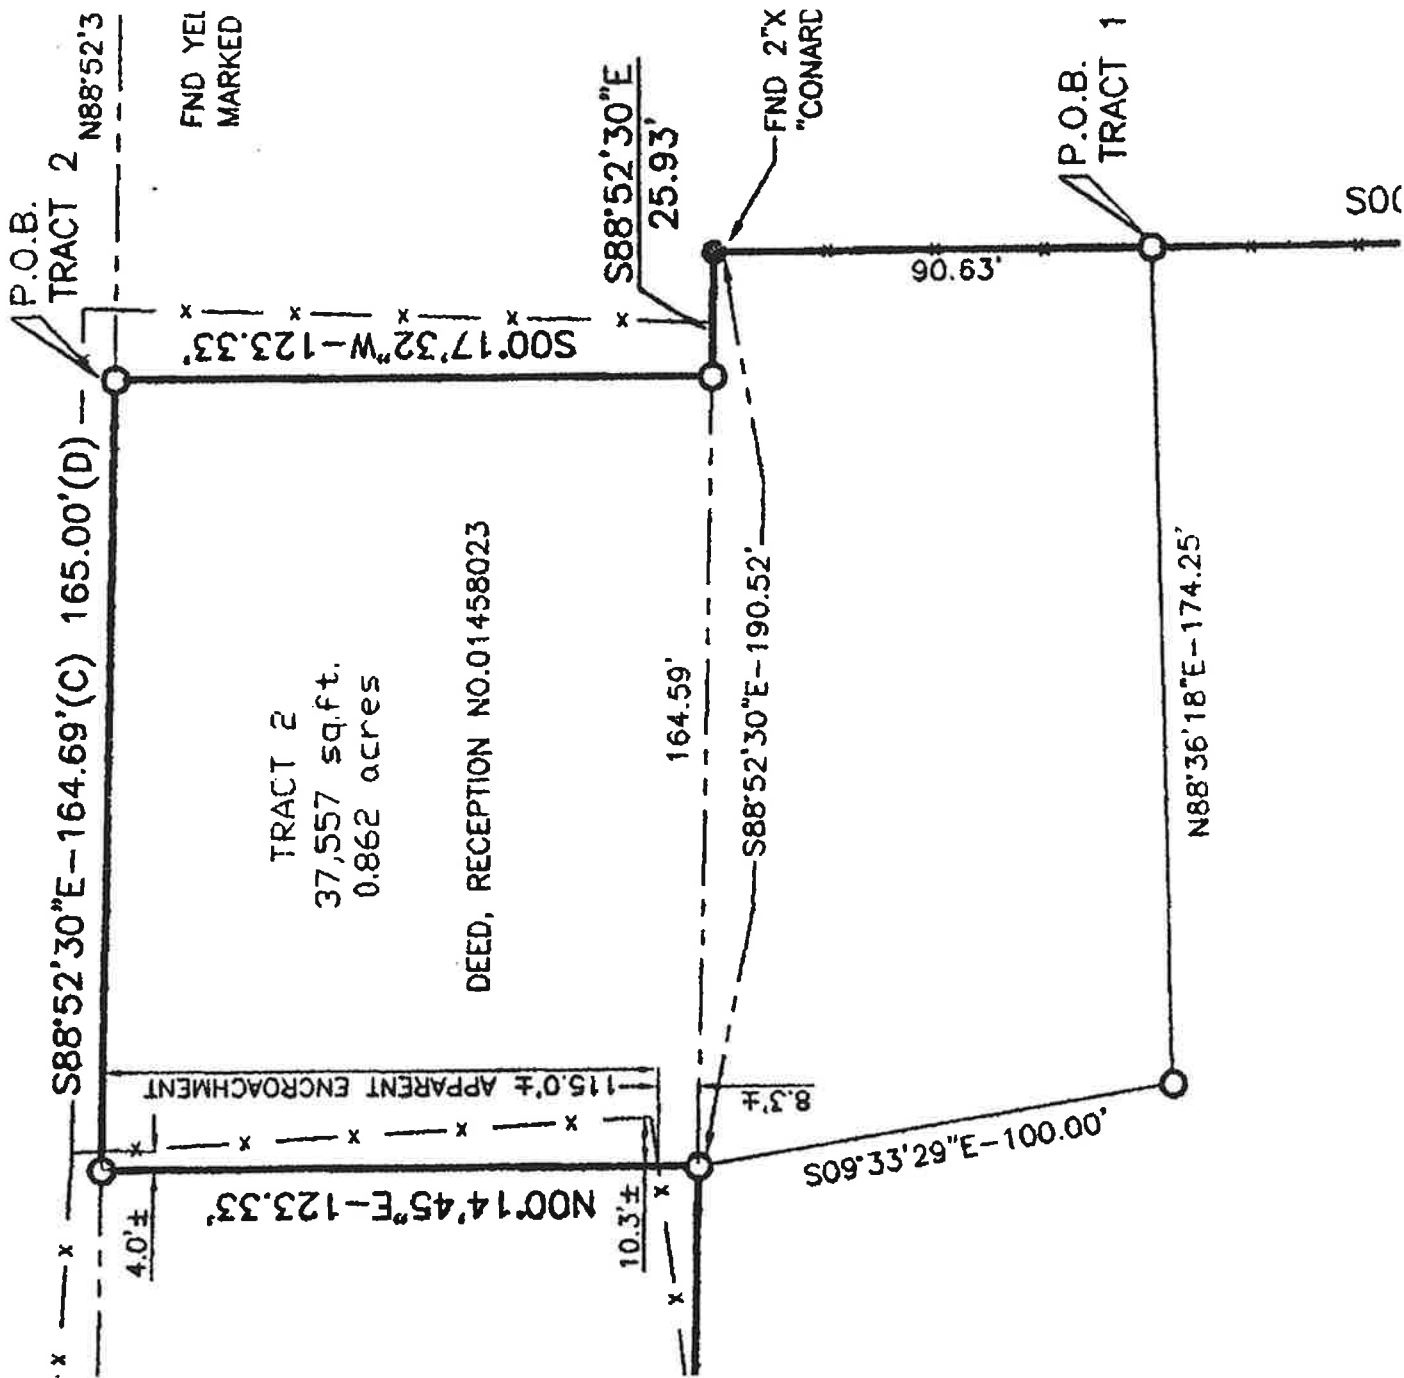 P.O.B.
TRACT 2
N88°52'3
FND YEL
MARKED
S88°52'30"E-164.69'(C) 165.00'(D)
S00°17'32"W-123.33'
S88°52'30"E
25.93'
FND 2"X
"CONARD
P.O.B.
TRACT 1
S00
90.63'
TRACT 2
37,557 sq.ft.
0.862 acres
DEED, RECEPTION NO.01458023
164.59'
S88°52'30"E-190.52'
N88°36'18"E-174.25'
115.0'± APPARENT ENCROACHMENT
8.3'±
N00°14'45"E-123.33'
4.0'±
10.3'±
S09°33'29"E-100.00'